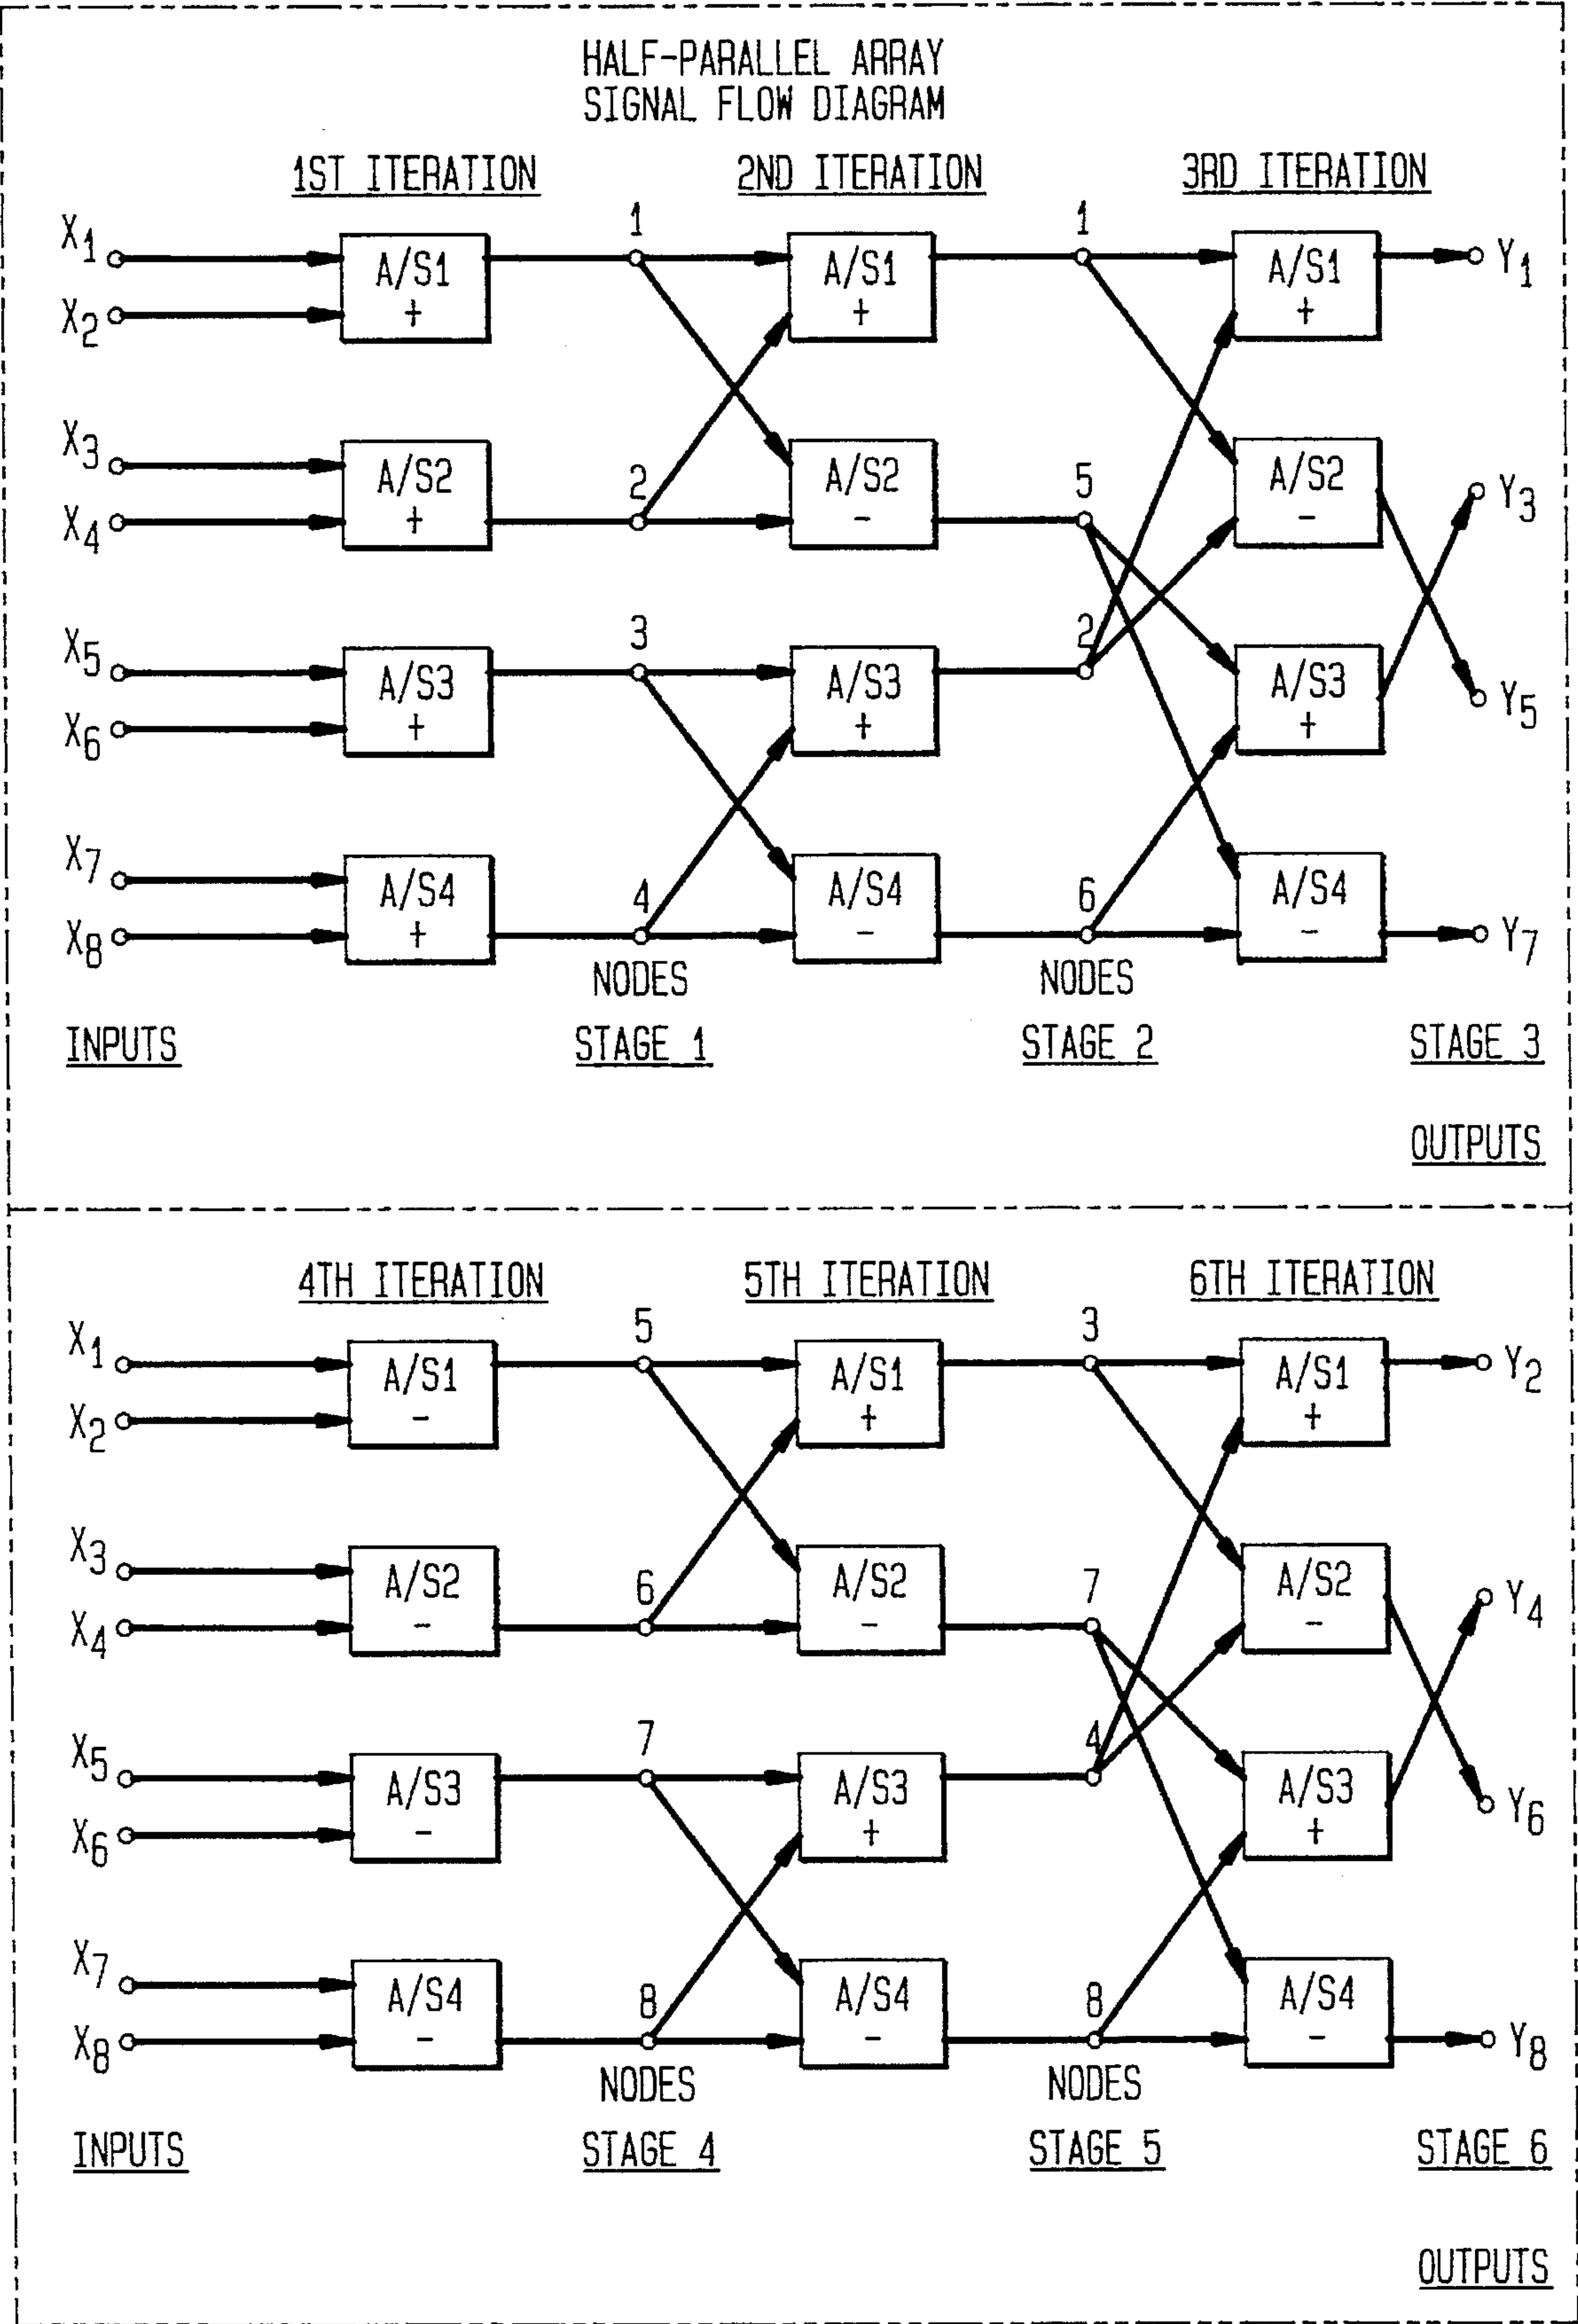 HALF-PARALLEL ARRAY
SIGNAL FLOW DIAGRAM
1ST ITERATION 2ND ITERATION 3RD ITERATION
X1 A/S1 + 1 A/S1 + 1 A/S1 + Y1
X2
X3 A/S2 + 2 A/S2 - 5 A/S2 - Y3
X4
X5 A/S3 + 3 A/S3 + 2 A/S3 + Y5
X6
X7 A/S4 + 4 A/S4 - 6 A/S4 - Y7
X8
NODES NODES
INPUTS STAGE 1 STAGE 2 STAGE 3
OUTPUTS
4TH ITERATION 5TH ITERATION 6TH ITERATION
X1 A/S1 - 5 A/S1 + 3 A/S1 + Y2
X2
X3 A/S2 - 6 A/S2 - 7 A/S2 - Y4
X4
X5 A/S3 - 7 A/S3 + 4 A/S3 + Y6
X6
X7 A/S4 - 8 A/S4 - 8 A/S4 - Y8
X8
NODES NODES
INPUTS STAGE 4 STAGE 5 STAGE 6
OUTPUTS